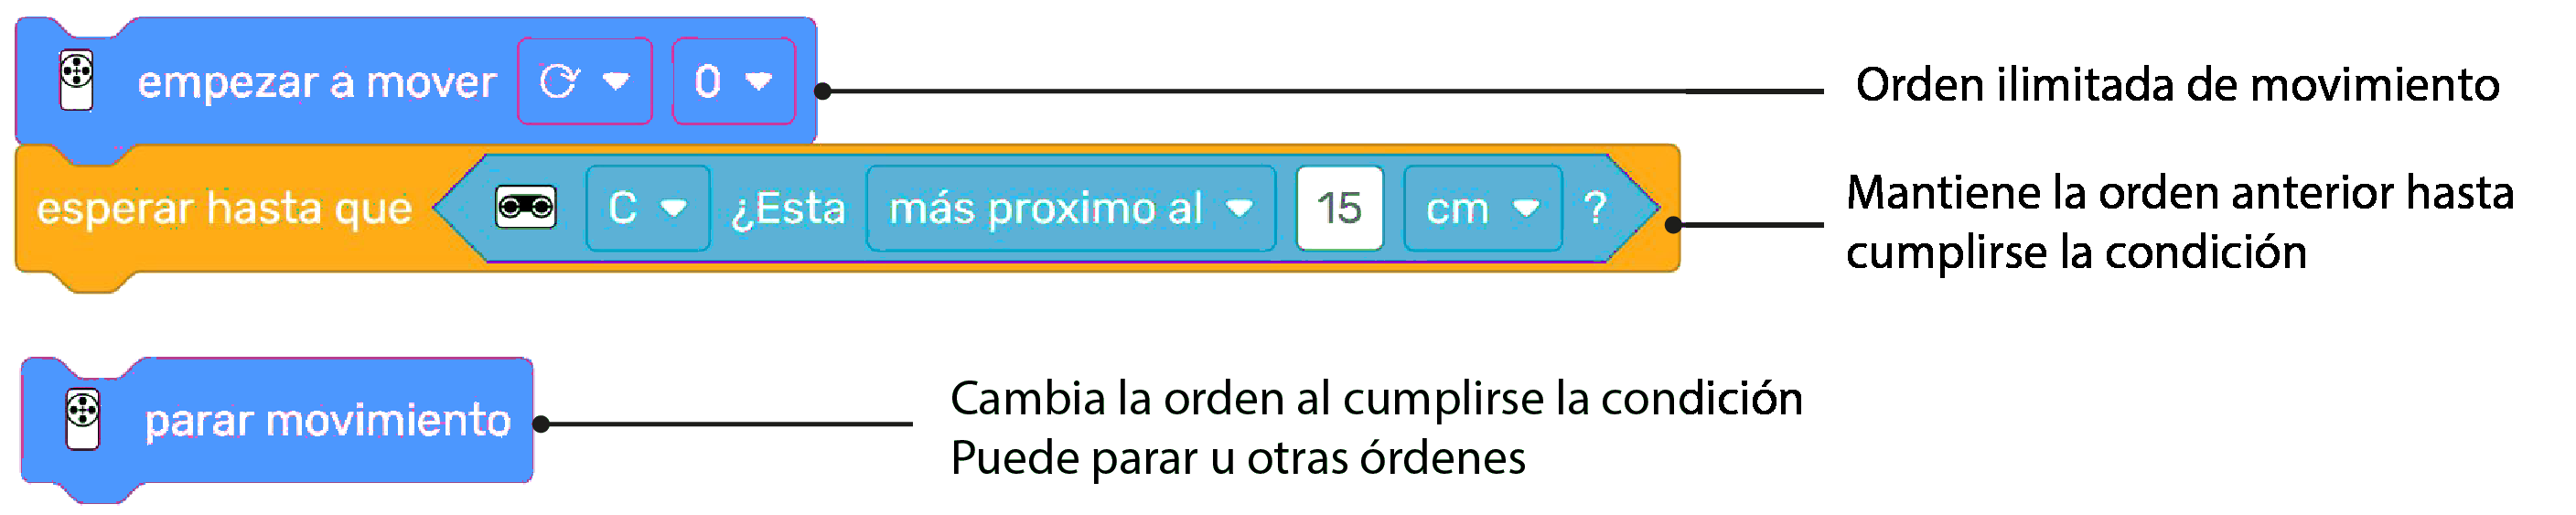 empezar a mover 0
Orden ilimitada de movimiento
esperar hasta que C ¿Esta más proximo al 15 cm ?
Mantiene la orden anterior hasta
cumplirse la condición
parar movimiento
Cambia la orden al cumplirse la condición
Puede parar u otras órdenes